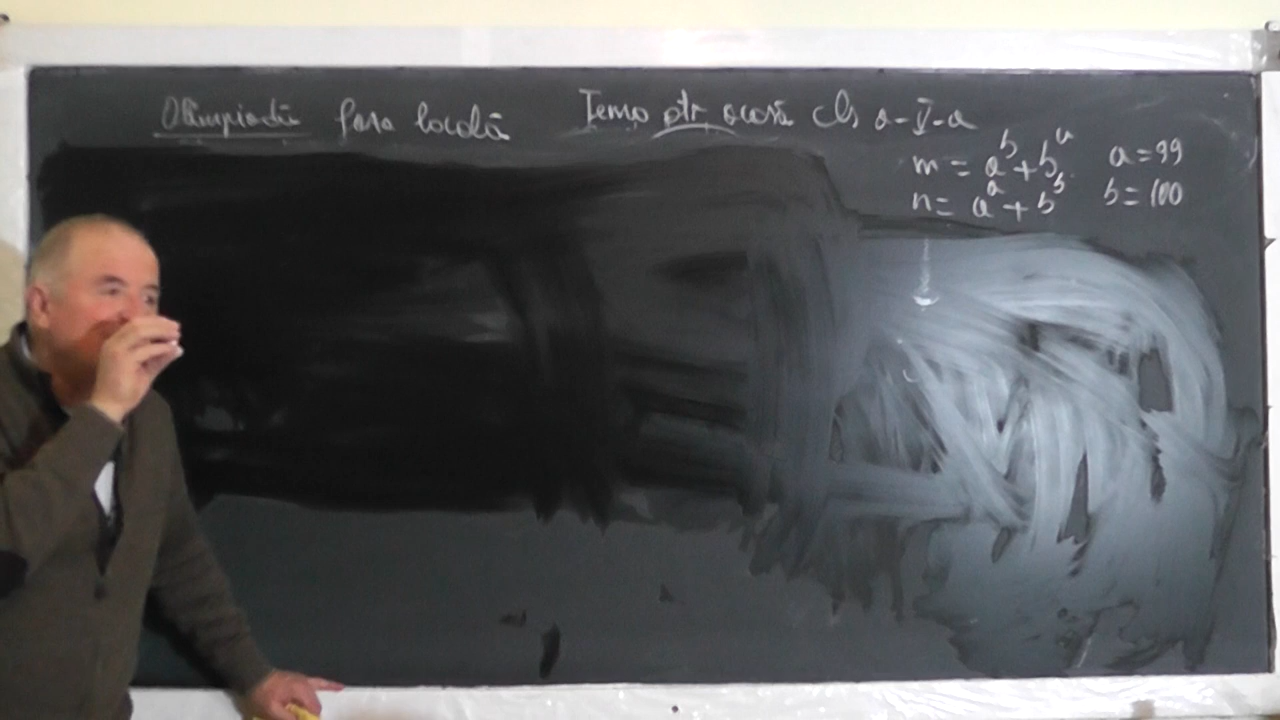 Olimpiadă faza locală Temă ptr acasă cls a-V-a
m = a^b + b^a a = 99
n = a^a + b^b b = 100